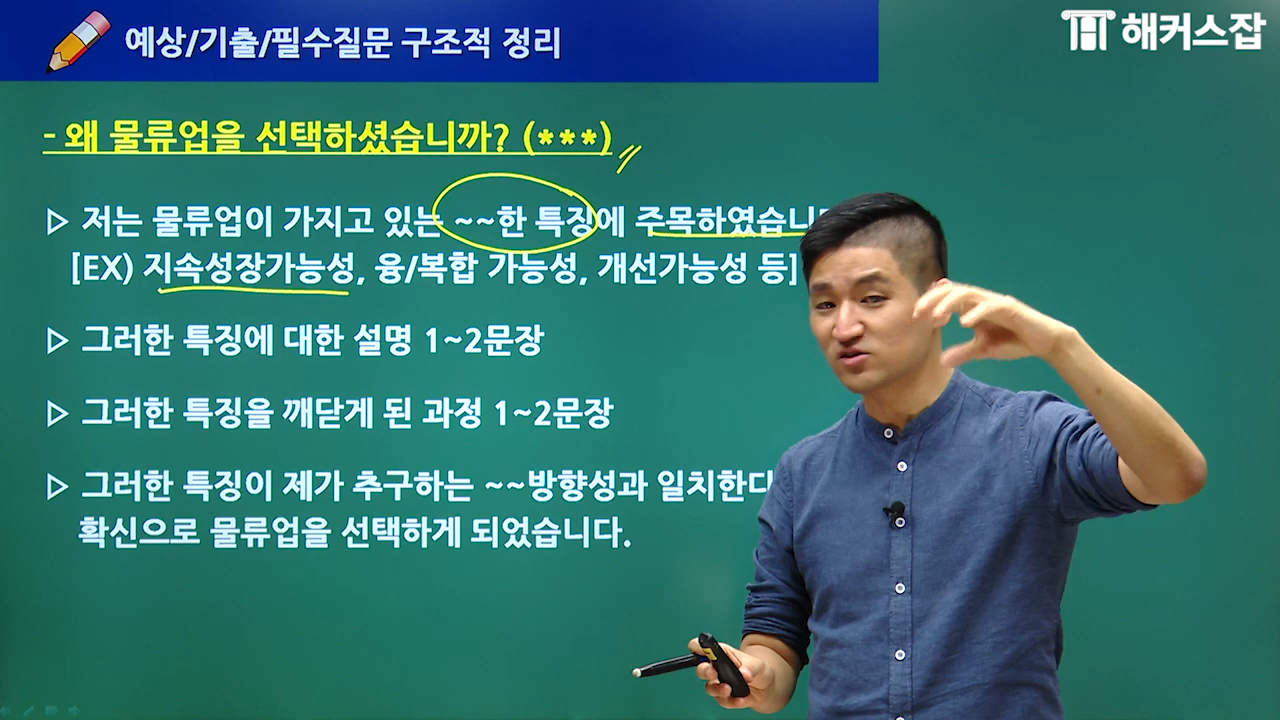 예상/기출/필수질문 구조적 정리
해커스잡
- 왜 물류업을 선택하셨습니까? (***)
▷ 저는 물류업이 가지고 있는 ~~한 특징에 주목하였습니
[EX) 지속성장가능성, 융/복합 가능성, 개선가능성 등]
▷ 그러한 특징에 대한 설명 1~2문장
▷ 그러한 특징을 깨닫게 된 과정 1~2문장
▷ 그러한 특징이 제가 추구하는 ~~방향성과 일치한다
확신으로 물류업을 선택하게 되었습니다.